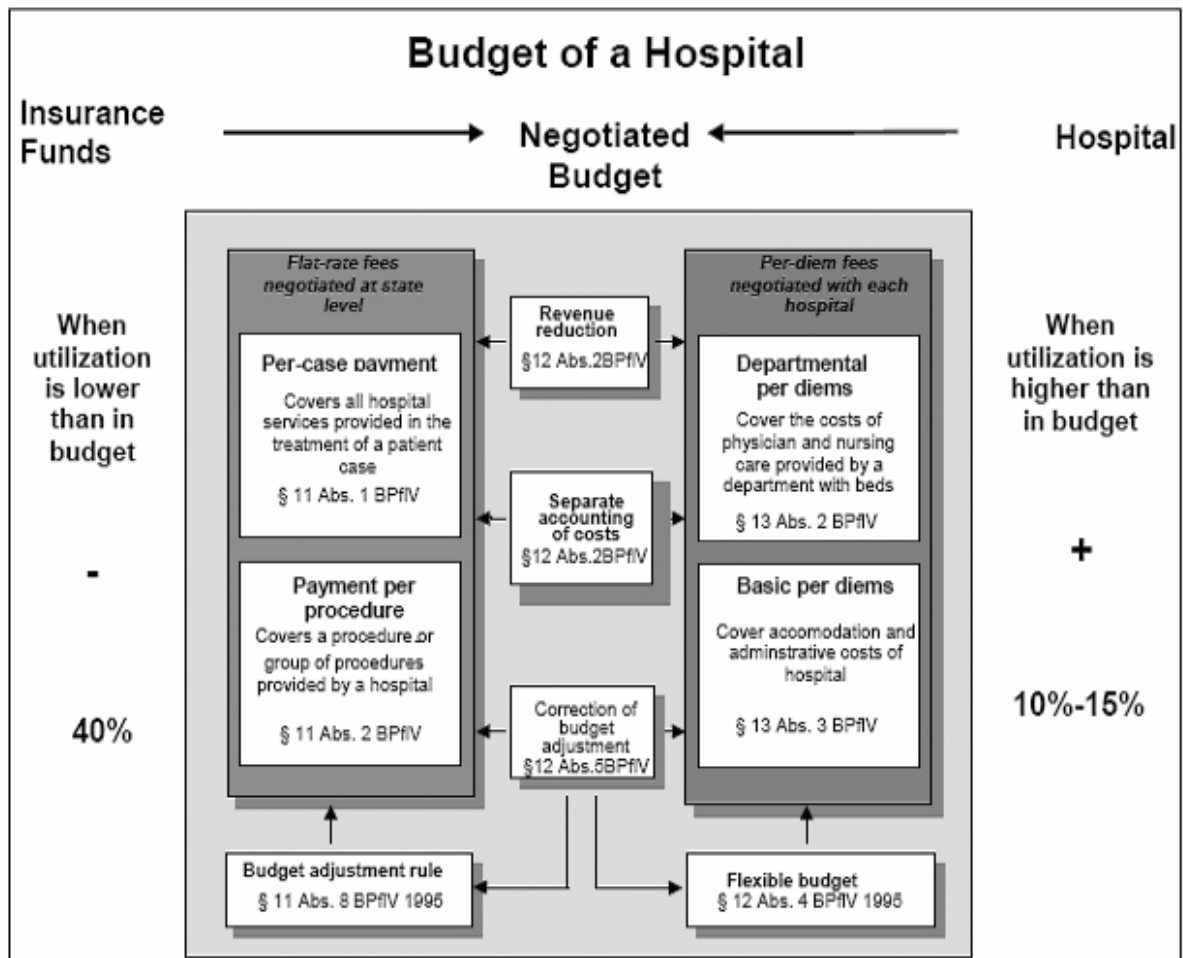 Budget of a Hospital
Insurance
Funds
Negotiated
Budget
Hospital
When
utilization
is lower
than in
budget
-
40%
Flat-rate fees
negotiated at state
level
Per-case payment
Covers all hospital
services provided in the
treatment of a patient
case
§ 11 Abs. 1 BPflV
Payment per
procedure
Covers a procedure or
group of procedures
provided by a hospital
§ 11 Abs. 2 BPflV
Budget adjustment rule
§ 11 Abs. 8 BPflV 1995
Revenue
reduction
§12 Abs.2BPflV
Separate
accounting
of costs
§12 Abs.2BPflV
Correction of
budget
adjustment
§12 Abs.5BPflV
Per-diem fees
negotiated with each
hospital
Departmental
per diems
Cover the costs of
physician and nursing
care provided by a
department with beds
§ 13 Abs. 2 BPflV
Basic per diems
Cover accomodation and
adminstrative costs of
hospital
§ 13 Abs. 3 BPflV
Flexible budget
§ 12 Abs. 4 BPflV 1995
When
utilization is
higher than
in budget
+
10%-15%